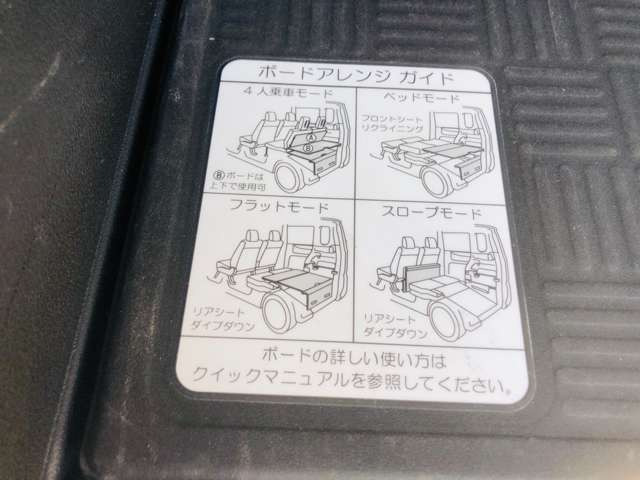 ボードアレンジ ガイド
4人乗車モード
Ⓐ
Ⓑ
Ⓑボードは
上下で使用可
ベッドモード
フロントシート
リクライニング
フラットモード
リアシート
ダイブダウン
スロープモード
リアシート
ダイブダウン
ボードの詳しい使い方は
クイックマニュアルを参照してください。